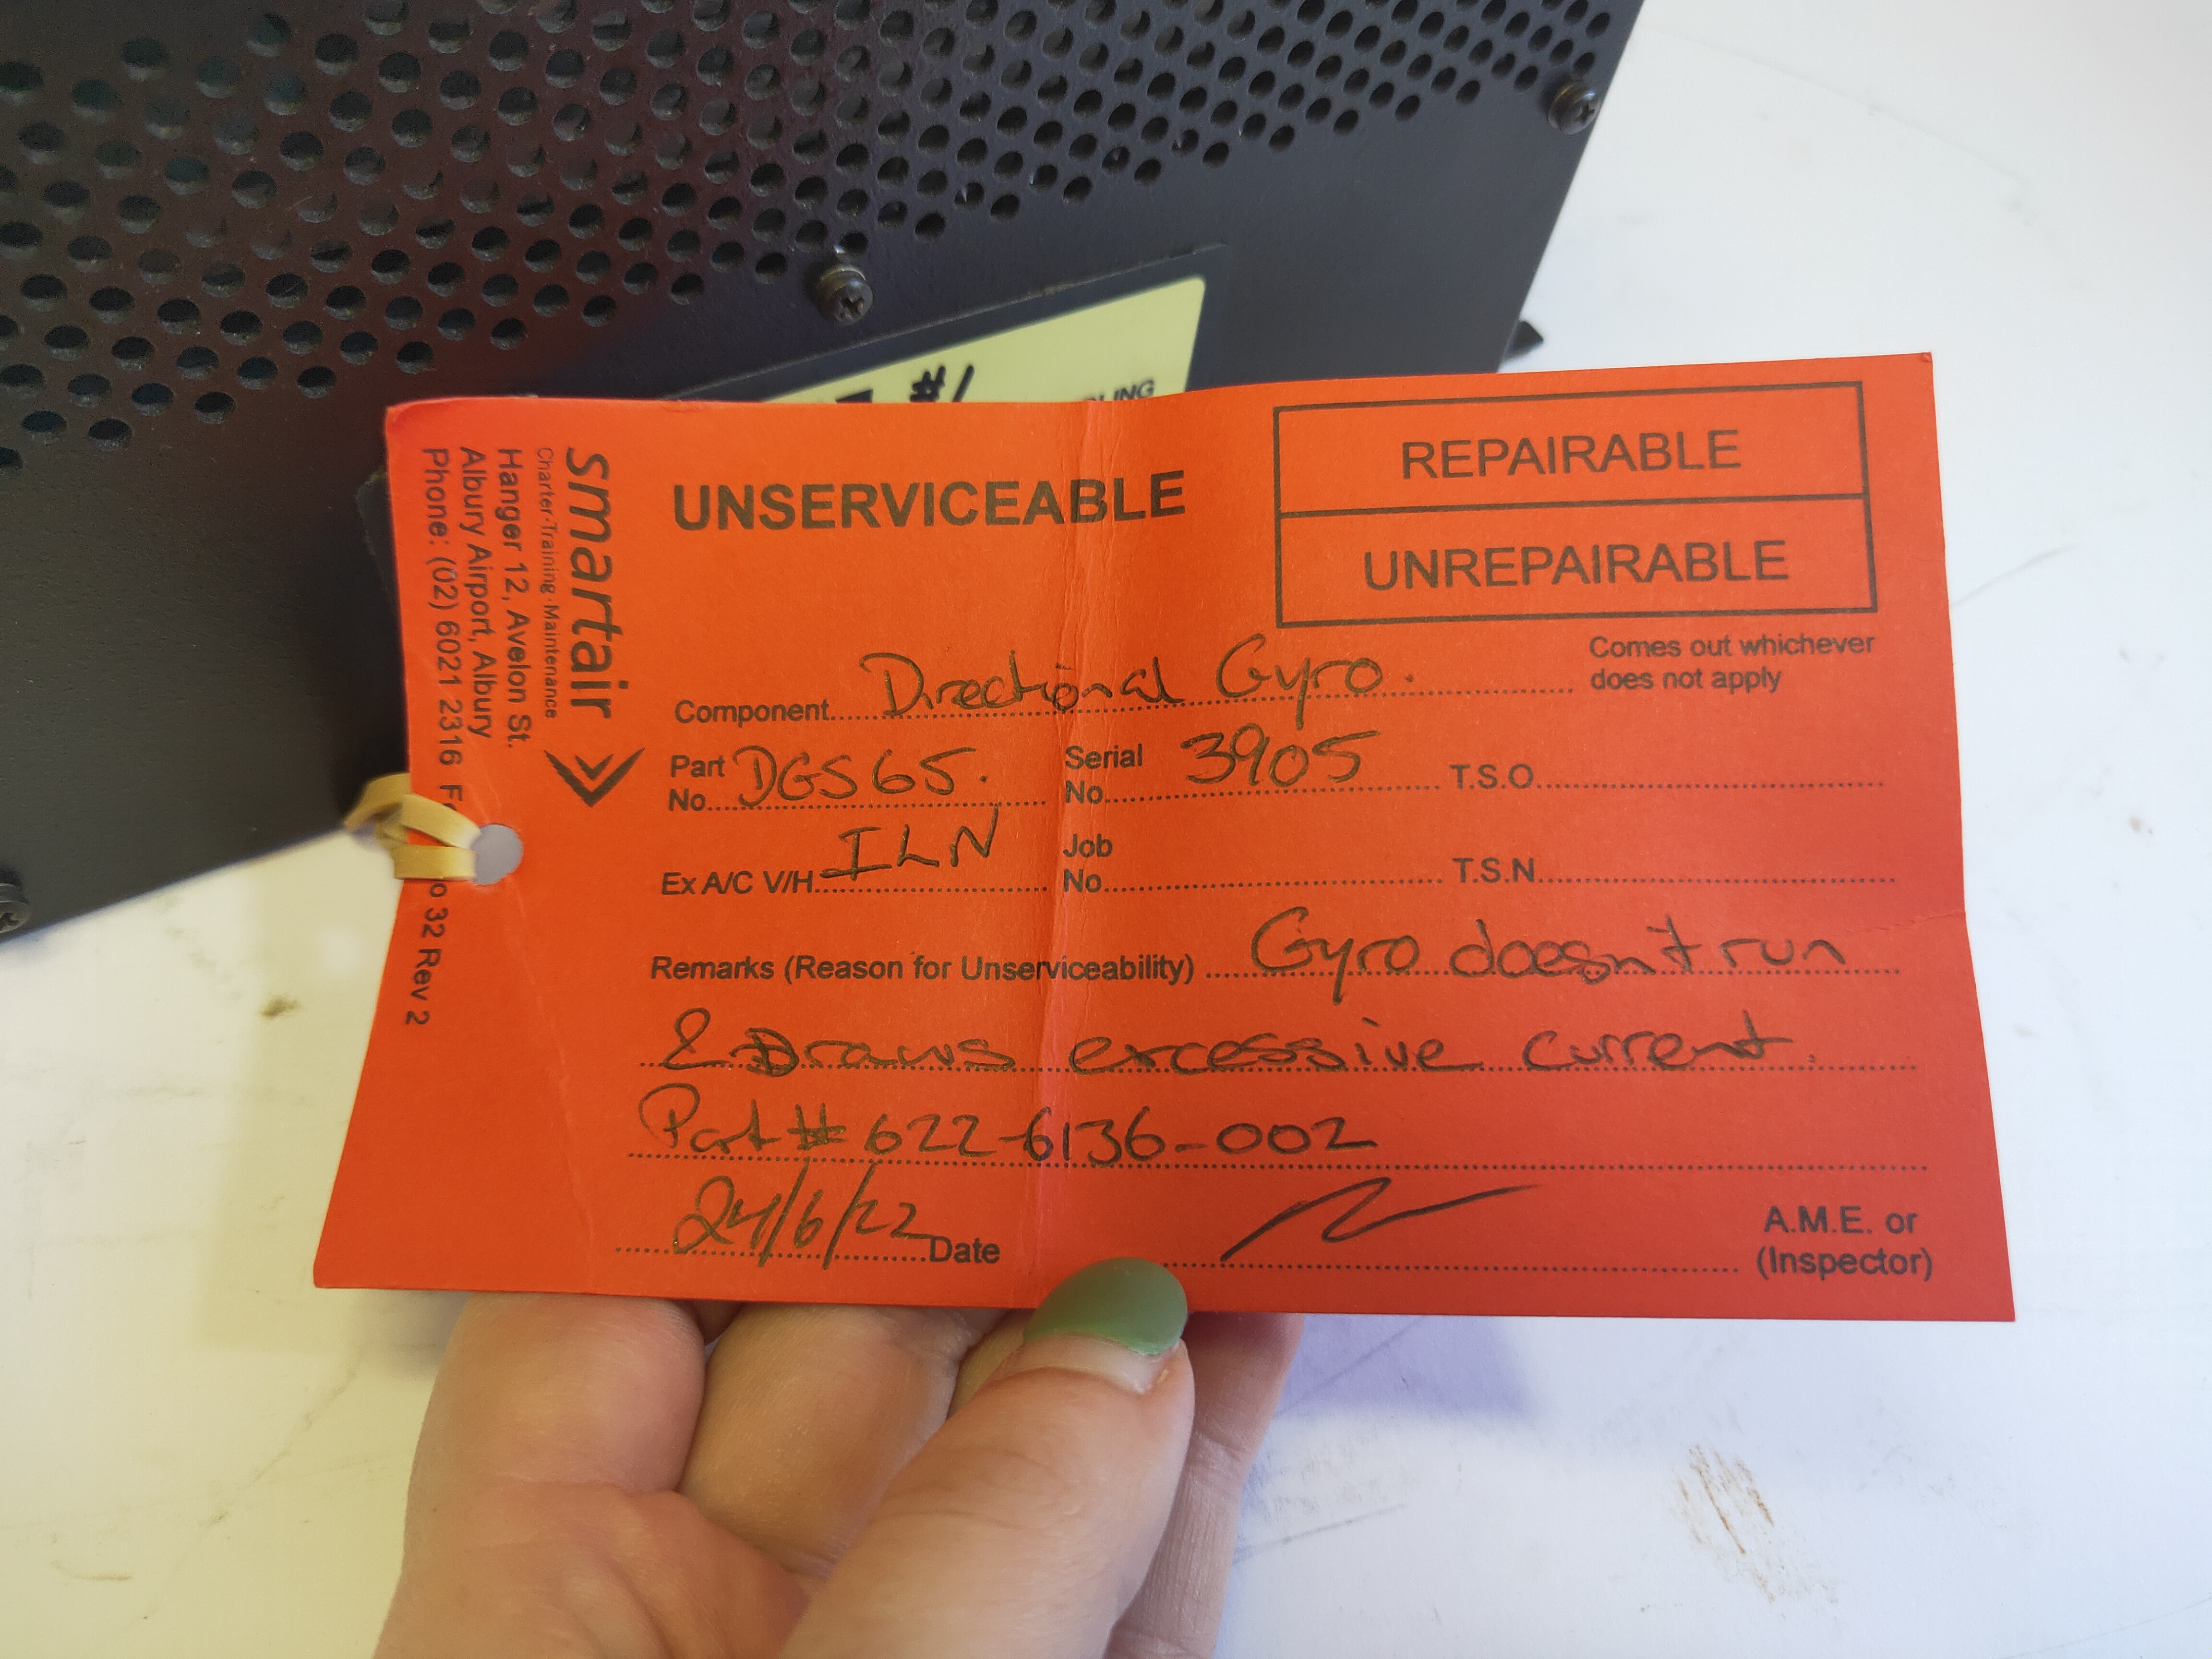 #/
LING
smartair
Charter·Training·Maintenance
Hanger 12, Avelon St.
Albury Airport, Albury
Phone: (02) 6021 2316
32 Rev 2
UNSERVICEABLE
REPAIRABLE
UNREPAIRABLE
Comes out whichever
does not apply
Component Directional Gyro.
Part No. DGS65. Serial No. 3905 T.S.O.
Ex A/C V/H ILN Job No. T.S.N.
Remarks (Reason for Unserviceability) Gyro doesn't run
& Draws excessive current.
Part # 622-6136-002
24/6/22 Date A.M.E. or
(Inspector)